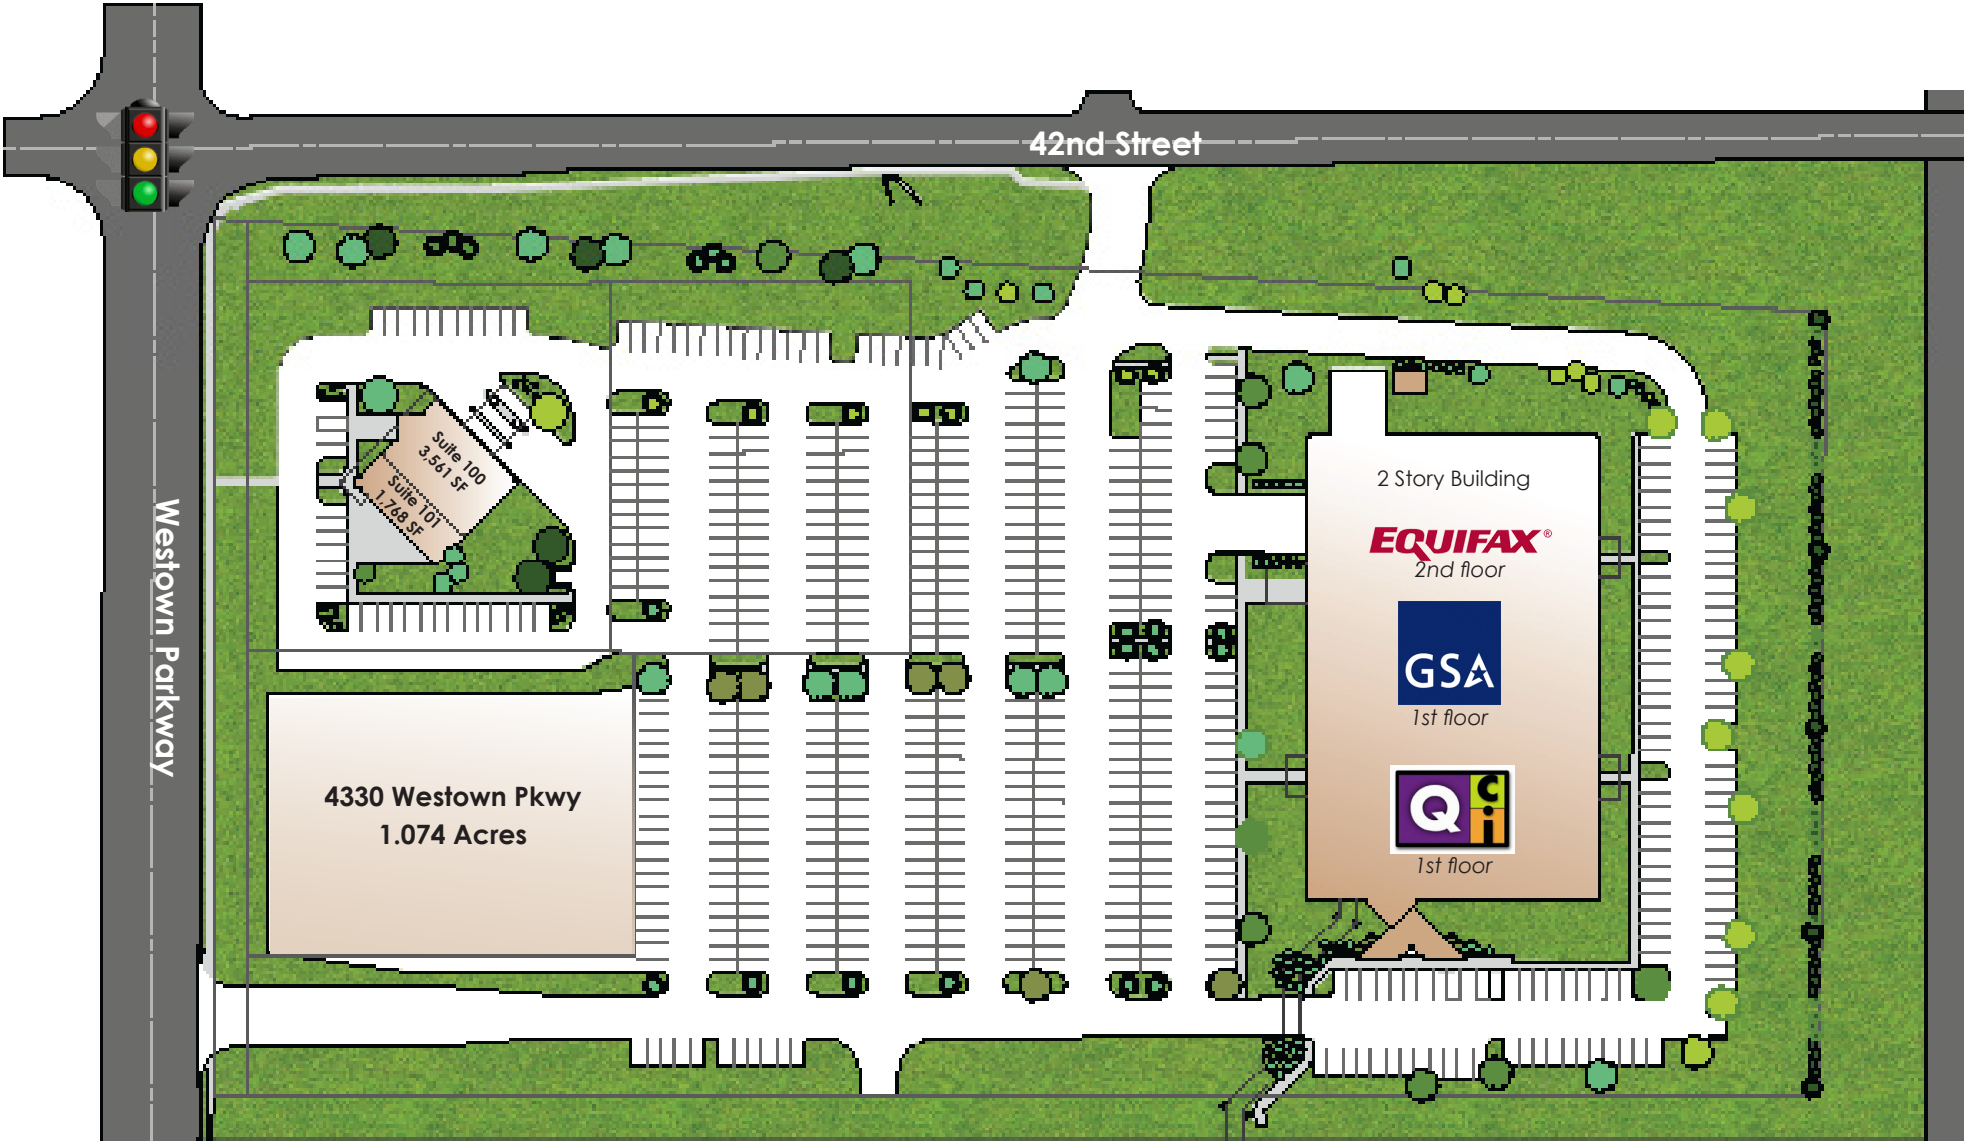 42nd Street
Westown Parkway
Suite 100
3,561 SF
Suite 101
1,768 SF
4330 Westown Pkwy
1.074 Acres
2 Story Building
EQUIFAX®
2nd floor
GSA
1st floor
Qci
1st floor